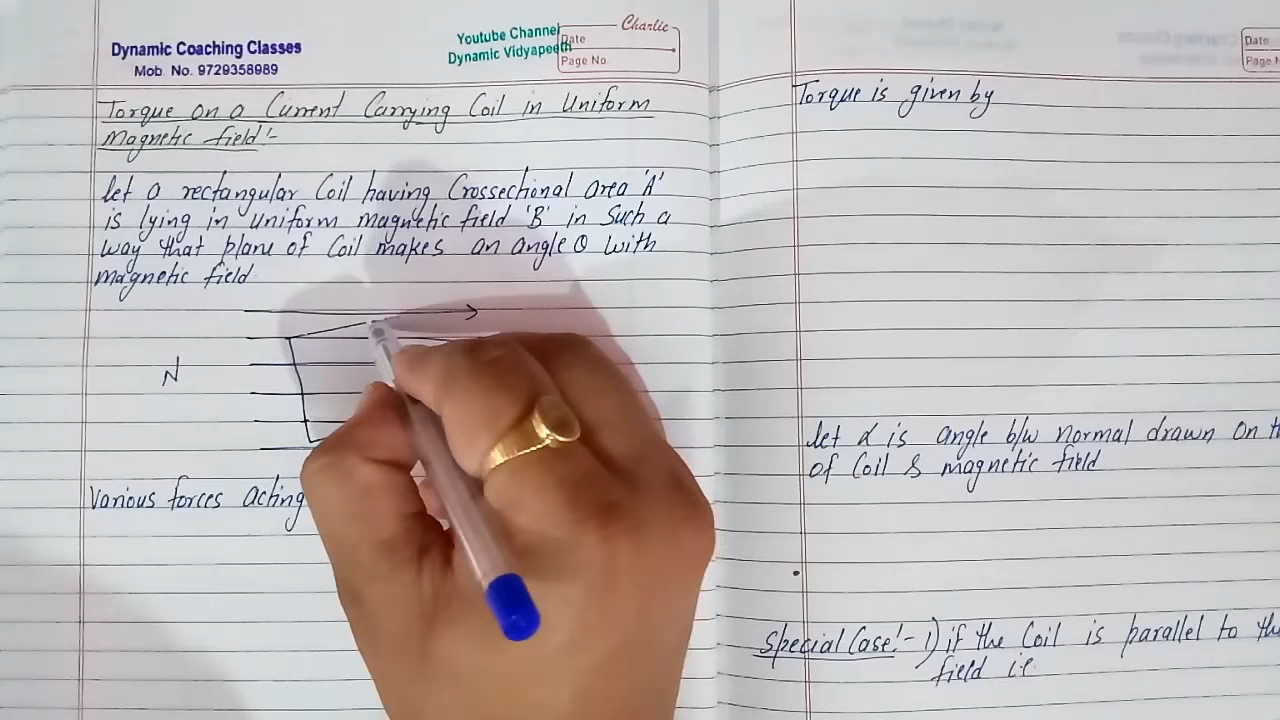 Dynamic Coaching Classes
Mob. No. 9729358989
Youtube Channel
Dynamic Vidyapeeth
Charlie
Date
Page No.
Torque on a Current Carrying Coil in Uniform
Magnetic field:-
let a rectangular Coil having Crossectional area 'A'
is lying in uniform magnetic field 'B' in Such a
way that plane of Coil makes an angle θ with
magnetic field.
N
Various forces acting
Date
Page
Torque is given by
let α is angle b/w normal drawn on
of Coil & magnetic field
Special Case:- 1) if the Coil is parallel to the
field i.e.